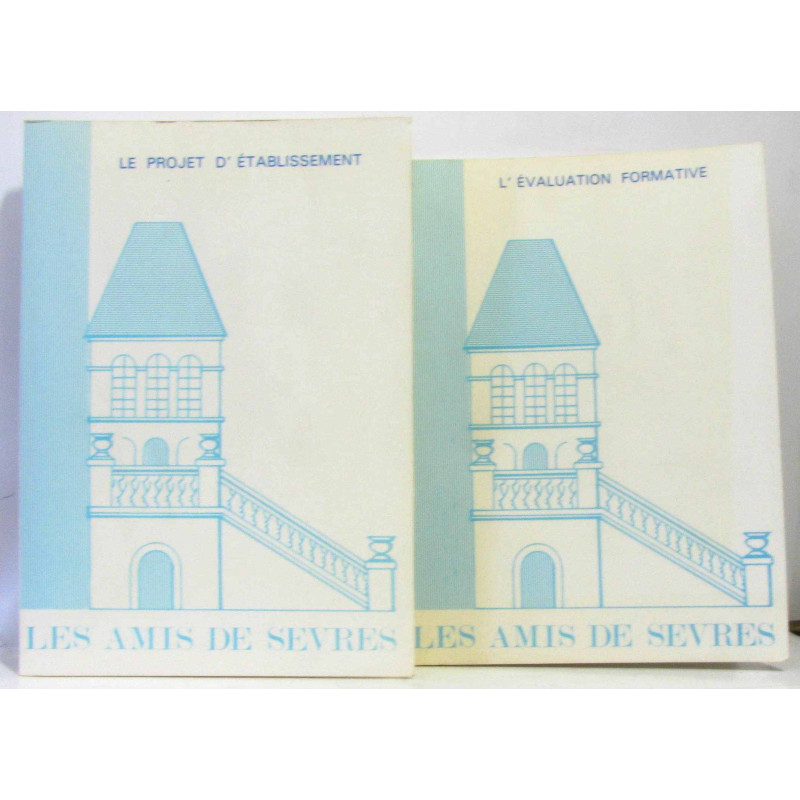 LE PROJET D' ÉTABLISSEMENT
LES AMIS DE SEVRES
L' ÉVALUATION FORMATIVE
LES AMIS DE SEVRES